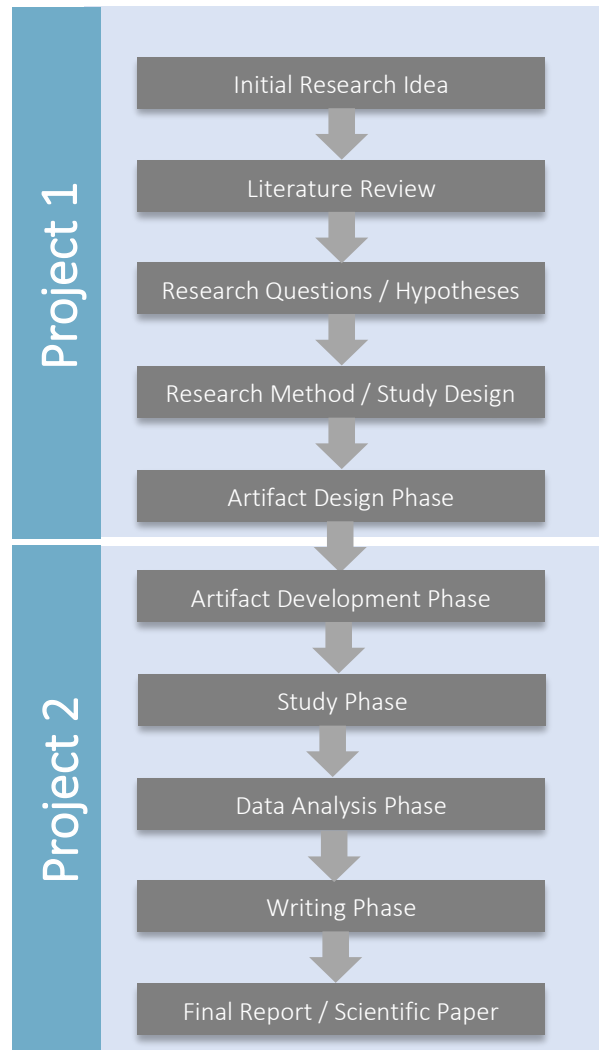 Project 1
Initial Research Idea
Literature Review
Research Questions / Hypotheses
Research Method / Study Design
Artifact Design Phase
Project 2
Artifact Development Phase
Study Phase
Data Analysis Phase
Writing Phase
Final Report / Scientific Paper